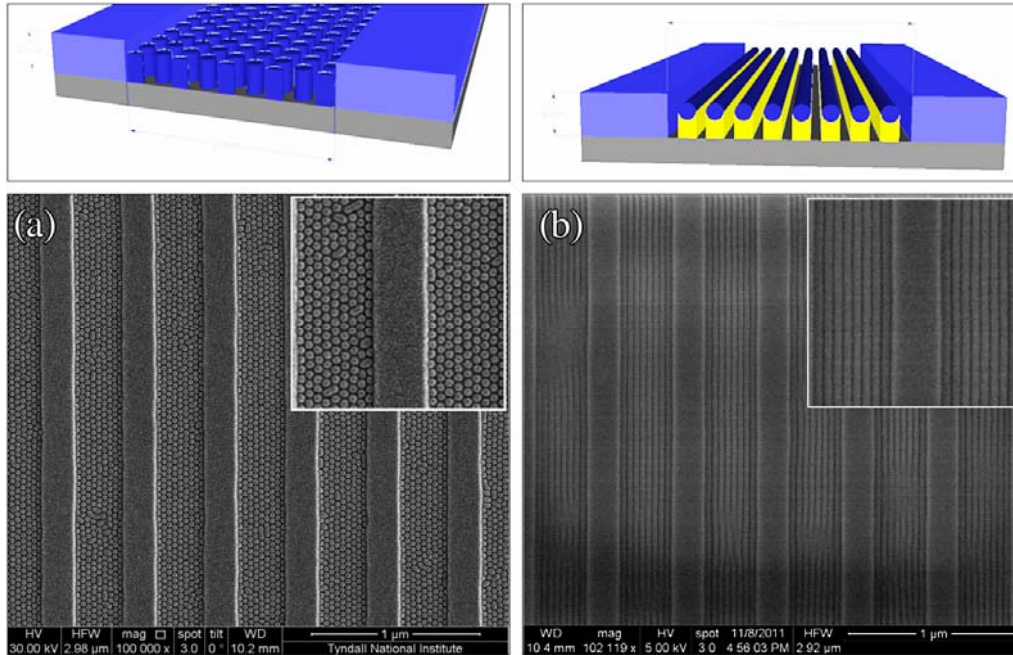 (a)
(b)
HV HFW mag □ spot tilt WD 1 µm
30.00 kV 2.98 µm 100 000 x 3.0 0 ° 10.2 mm Tyndall National Institute
WD mag HV spot 11/8/2011 HFW 1 µm
10.4 mm 102 119 x 5.00 kV 3.0 4:56:03 PM 2.92 µm